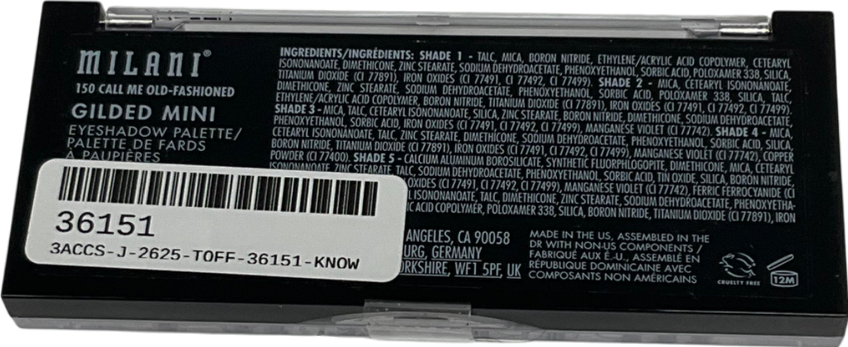 MILANI®
150 CALL ME OLD-FASHIONED
GILDED MINI
EYESHADOW PALETTE/
PALETTE DE FARDS
À PAUPIÈRES
INGREDIENTS/INGRÉDIENTS: SHADE 1 - TALC, MICA, BORON NITRIDE, ETHYLENE/ACRYLIC ACID COPOLYMER, CETEARYL
ISONONANOATE, DIMETHICONE, ZINC STEARATE, SODIUM DEHYDROACETATE, PHENOXYETHANOL, SORBIC ACID, POLOXAMER 338, SILICA,
TITANIUM DIOXIDE (CI 77891), IRON OXIDES (CI 77491, CI 77492, CI 77499). SHADE 2 - MICA, CETEARYL ISONONANOATE,
DIMETHICONE, ZINC STEARATE, SODIUM DEHYDROACETATE, PHENOXYETHANOL, SORBIC ACID, POLOXAMER 338, SILICA, TALC,
ETHYLENE/ACRYLIC ACID COPOLYMER, BORON NITRIDE, TITANIUM DIOXIDE (CI 77891), IRON OXIDES (CI 77491, CI 77492, CI 77499).
SHADE 3 - MICA, TALC, CETEARYL ISONONANOATE, SILICA, ZINC STEARATE, BORON NITRIDE, DIMETHICONE, SODIUM DEHYDROACETATE,
PHENOXYETHANOL, SORBIC ACID, IRON OXIDES (CI 77491, CI 77492, CI 77499), MANGANESE VIOLET (CI 77742). SHADE 4 - MICA,
CETEARYL ISONONANOATE, TALC, ZINC STEARATE, DIMETHICONE, SODIUM DEHYDROACETATE, PHENOXYETHANOL, SORBIC ACID, SILICA,
BORON NITRIDE, TITANIUM DIOXIDE (CI 77891), IRON OXIDES (CI 77491, CI 77492, CI 77499), MANGANESE VIOLET (CI 77742), COPPER
POWDER (CI 77400). SHADE 5 - CALCIUM ALUMINUM BOROSILICATE, SYNTHETIC FLUORPHLOGOPITE, DIMETHICONE, MICA, CETEARYL
ISONONANOATE, ZINC STEARATE, TALC, SODIUM DEHYDROACETATE, PHENOXYETHANOL, SORBIC ACID, TIN OXIDE, SILICA, BORON
OXIDES (CI 77491, CI 77492, CI 77499), MANGANESE VIOLET (CI 77742), FERRIC FERROCYANIDE (CI
ISONONANOATE, TALC, DIMETHICONE, ZINC STEARATE, SODIUM DEHYDROACETATE, PHENOXYETHANOL,
ACID COPOLYMER, POLOXAMER 338, SILICA, BORON NITRIDE, TITANIUM DIOXIDE (CI 77891), IRON
36151
3ACCS-J-2625-TOFF-36151-KNOW
ANGELES, CA 90058
GERMANY
WF1 5PF, UK
MADE IN THE US, ASSEMBLED IN THE
DR WITH NON-US COMPONENTS /
FABRIQUÉ AUX É.-U., ASSEMBLÉ EN
RÉPUBLIQUE DOMINICAINE AVEC
COMPOSANTS NON AMÉRICAINS
CRUELTY FREE
12M